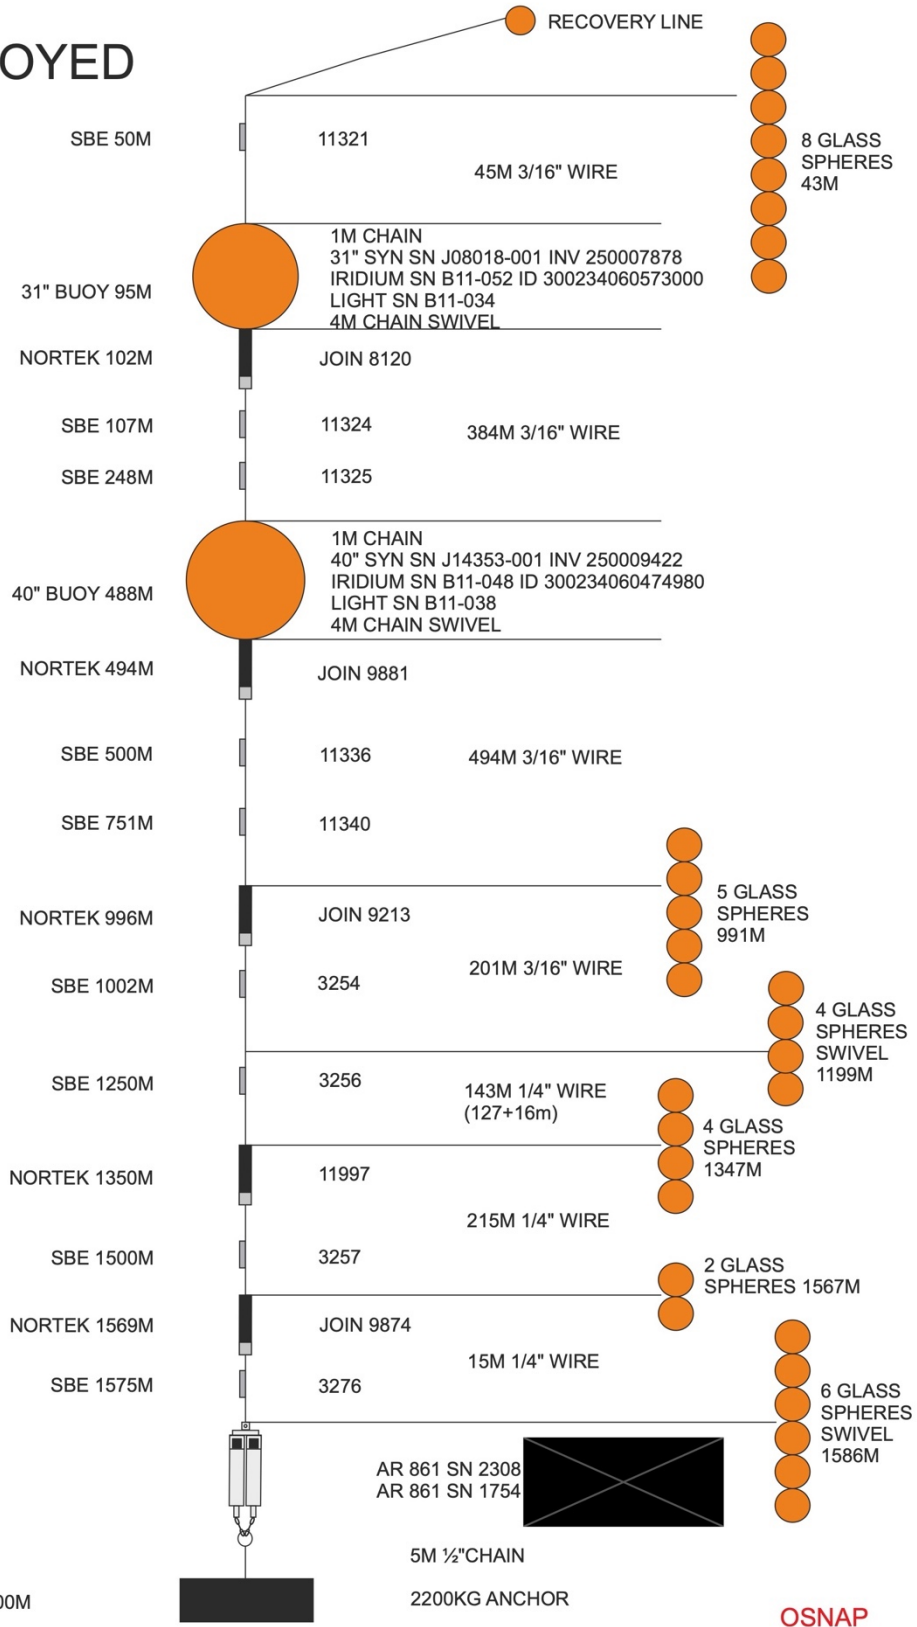 RECOVERY LINE
OYED
SBE 50M
11321
8 GLASS
SPHERES
43M
45M 3/16" WIRE
1M CHAIN
31" SYN SN J08018-001 INV 250007878
IRIDIUM SN B11-052 ID 300234060573000
LIGHT SN B11-034
4M CHAIN SWIVEL
31" BUOY 95M
NORTEK 102M
JOIN 8120
SBE 107M
11324
384M 3/16" WIRE
SBE 248M
11325
1M CHAIN
40" SYN SN J14353-001 INV 250009422
IRIDIUM SN B11-048 ID 300234060474980
LIGHT SN B11-038
4M CHAIN SWIVEL
40" BUOY 488M
NORTEK 494M
JOIN 9881
SBE 500M
11336
494M 3/16" WIRE
SBE 751M
11340
5 GLASS
SPHERES
991M
NORTEK 996M
JOIN 9213
201M 3/16" WIRE
SBE 1002M
3254
4 GLASS
SPHERES
SWIVEL
1199M
SBE 1250M
3256
143M 1/4" WIRE
(127+16m)
4 GLASS
SPHERES
1347M
NORTEK 1350M
11997
215M 1/4" WIRE
SBE 1500M
3257
2 GLASS
SPHERES 1567M
NORTEK 1569M
JOIN 9874
15M 1/4" WIRE
SBE 1575M
3276
6 GLASS
SPHERES
SWIVEL
1586M
AR 861 SN 2308
AR 861 SN 1754
5M ½"CHAIN
2200KG ANCHOR
00M
OSNAP